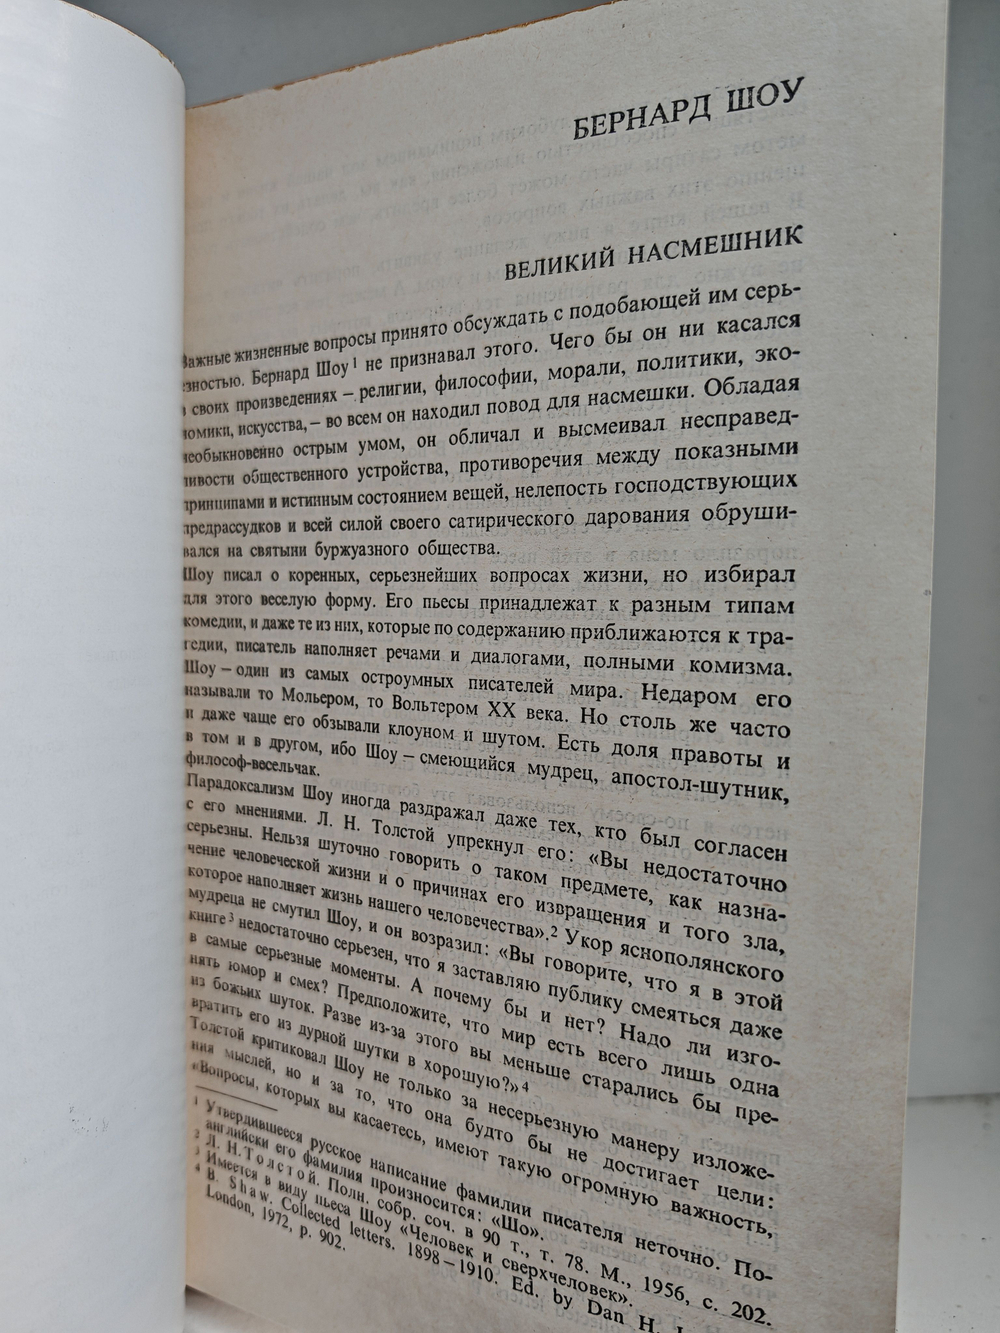 БЕРНАРД ШОУ
ВЕЛИКИЙ НАСМЕШНИК
Важные жизненные вопросы принято обсуждать с подобающей им серь-
езностью. Бернард Шоу¹ не признавал этого. Чего бы он ни касался
в своих произведениях – религии, философии, морали, политики, эко-
номики, искусства, – во всем он находил повод для насмешки. Обладая
необыкновенно острым умом, он обличал и высмеивал несправед-
ливости общественного устройства, противоречия между показными
принципами и истинным состоянием вещей, нелепость господствующих
предрассудков и всей силой своего сатирического дарования обруши-
вался на святыни буржуазного общества.
Шоу писал о коренных, серьезнейших вопросах жизни, но избирал
для этого веселую форму. Его пьесы принадлежат к разным типам
комедии, и даже те из них, которые по содержанию приближаются к тра-
гедии, писатель наполняет речами и диалогами, полными комизма.
Шоу – один из самых остроумных писателей мира. Недаром его
называли то Мольером, то Вольтером XX века. Но столь же часто
и даже чаще его обзывали клоуном и шутом. Есть доля правоты и
в том и в другом, ибо Шоу – смеющийся мудрец, апостол-шутник,
философ-весельчак.
Парадоксализм Шоу иногда раздражал даже тех, кто был согласен
с его мнениями. Л. Н. Толстой упрекнул его: «Вы недостаточно
серьезны. Нельзя шуточно говорить о таком предмете, как назна-
чение человеческой жизни и о причинах его извращения и того зла,
которое наполняет жизнь нашего человечества».² Укор яснополянского
мудреца не смутил Шоу, и он возразил: «Вы говорите, что я в этой
книге³ недостаточно серьезен, что я заставляю публику смеяться даже
в самые серьезные моменты. А почему бы и нет? Надо ли изго-
нять юмор и смех? Предположите, что мир есть всего лишь одна
из божьих шуток. Разве из-за этого вы меньше старались бы пре-
вратить его из дурной шутки в хорошую?»⁴
Толстой критиковал Шоу не только за несерьезную манеру изложе-
ния мыслей, но и за то, что она будто бы не достигает цели:
«Вопросы, которых вы касаетесь, имеют такую огромную важность,
¹ Утвердившееся русское написание фамилии писателя неточно. По-
английски его фамилия произносится: «Шо».
² Л. Н. Толстой. Полн. собр. соч. в 90 т., т. 78. М., 1956, с. 202.
³ Имеется в виду пьеса Шоу «Человек и сверхчеловек».
⁴ B. Shaw. Collected letters. 1898–1910. Ed. by Dan H.
London, 1972, p. 902.